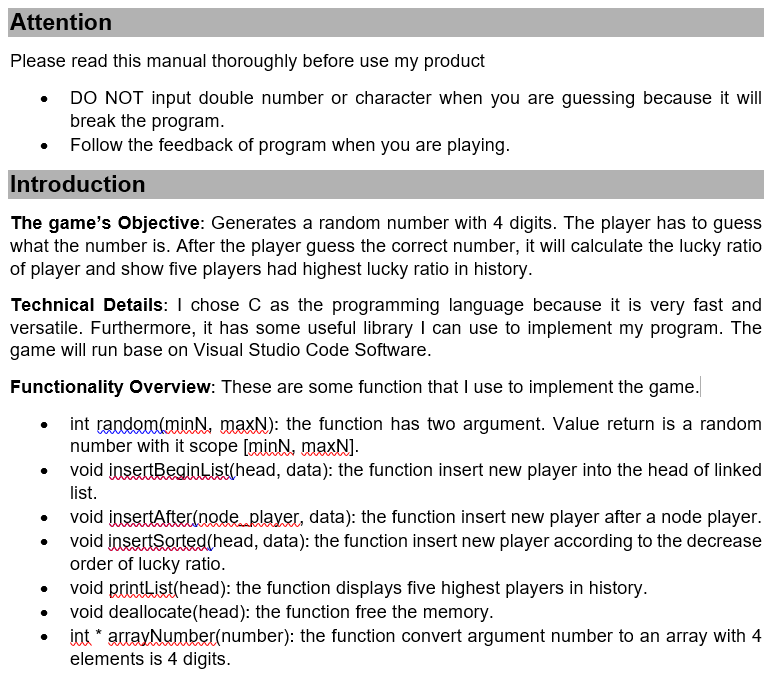 Attention
Please read this manual thoroughly before use my product
• DO NOT input double number or character when you are guessing because it will
break the program.
• Follow the feedback of program when you are playing.
Introduction
The game’s Objective: Generates a random number with 4 digits. The player has to guess
what the number is. After the player guess the correct number, it will calculate the lucky ratio
of player and show five players had highest lucky ratio in history.
Technical Details: I chose C as the programming language because it is very fast and
versatile. Furthermore, it has some useful library I can use to implement my program. The
game will run base on Visual Studio Code Software.
Functionality Overview: These are some function that I use to implement the game.
• int random(minN, maxN): the function has two argument. Value return is a random
number with it scope [minN, maxN].
• void insertBeginList(head, data): the function insert new player into the head of linked
list.
• void insertAfter(node_player, data): the function insert new player after a node player.
• void insertSorted(head, data): the function insert new player according to the decrease
order of lucky ratio.
• void printList(head): the function displays five highest players in history.
• void deallocate(head): the function free the memory.
• int * arrayNumber(number): the function convert argument number to an array with 4
elements is 4 digits.